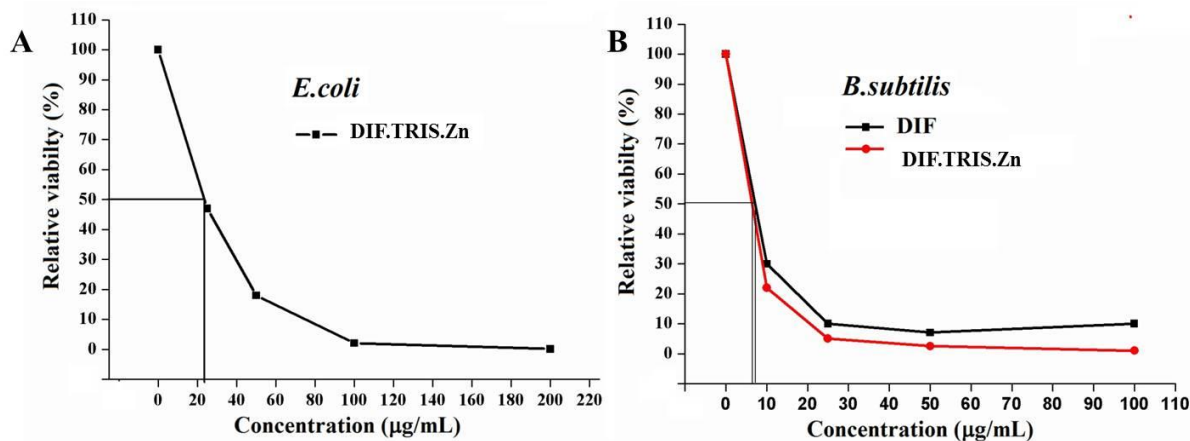 A
E.coli
DIF.TRIS.Zn
Relative viability (%)
110
100
90
80
70
60
50
40
30
20
10
0
0 20 40 60 80 100 120 140 160 180 200 220
Concentration (µg/mL)
B
B.subtilis
DIF
DIF.TRIS.Zn
Relative viabilty (%)
110
100
90
80
70
60
50
40
30
20
10
0
0 10 20 30 40 50 60 70 80 90 100 110
Concentration (µg/mL)